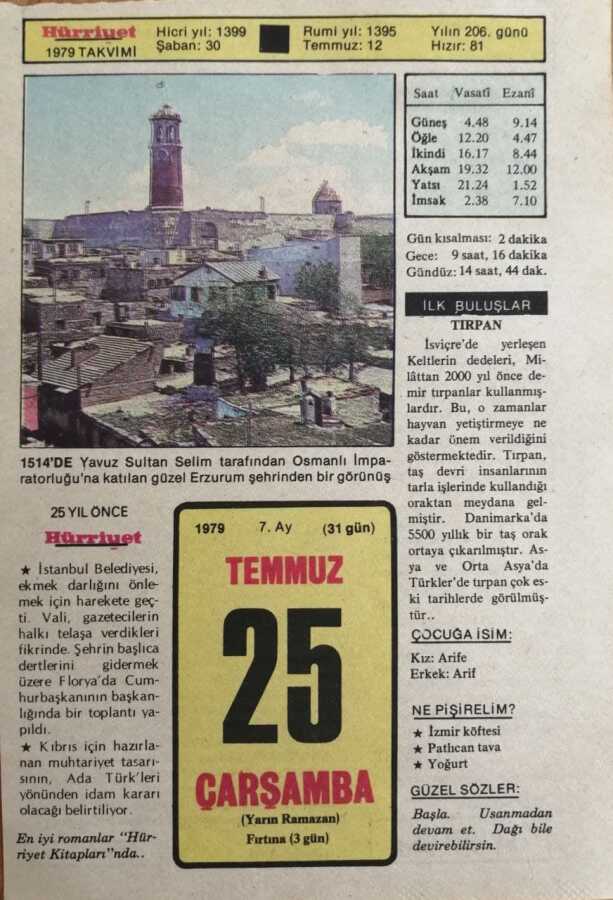 Hürriyet
1979 TAKVİMİ
Hicri yıl: 1399
Şaban: 30
Rumi yıl: 1395
Temmuz: 12
Yılın 206. günü
Hızır: 81
Saat Vasatî Ezanî
Güneş 4.48 9.14
Öğle 12.20 4.47
İkindi 16.17 8.44
Akşam 19.32 12.00
Yatsı 21.24 1.52
İmsak 2.38 7.10
Gün kısalması: 2 dakika
Gece: 9 saat, 16 dakika
Gündüz: 14 saat, 44 dak.
1514'DE Yavuz Sultan Selim tarafından Osmanlı İmpa-
ratorluğu'na katılan güzel Erzurum şehrinden bir görünüş
İLK BULUŞLAR
TIRPAN
İsviçre'de yerleşen
Keltlerin dedeleri, Mi-
lâttan 2000 yıl önce de-
mir tırpanlar kullanmış-
lardır. Bu, o zamanlar
hayvan yetiştirmeye ne
kadar önem verildiğini
göstermektedir. Tırpan,
taş devri insanlarının
tarla işlerinde kullandığı
oraktan meydana gel-
miştir. Danimarka'da
5500 yıllık bir taş orak
ortaya çıkarılmıştır. As-
ya ve Orta Asya'da
Türkler'de tırpan çok es-
ki tarihlerde görülmüş-
tür..
ÇOCUĞA İSİM:
Kız: Arife
Erkek: Arif
NE PİŞİRELİM?
★ İzmir köftesi
★ Patlıcan tava
★ Yoğurt
GÜZEL SÖZLER:
Başla. Usanmadan
devam et. Dağı bile
devirebilirsin.
25 YIL ÖNCE
Hürriyet
★ İstanbul Belediyesi,
ekmek darlığını önle-
mek için harekete geç-
ti. Vali, gazetecilerin
halkı telaşa verdikleri
fikrinde. Şehrin başlıca
dertlerini gidermek
üzere Florya'da Cum-
hurbaşkanının başkan-
lığında bir toplantı ya-
pıldı.
★ Kıbrıs için hazırla-
nan muhtariyet tasarı-
sının, Ada Türk'leri
yönünden idam kararı
olacağı belirtiliyor.
En iyi romanlar "Hür-
riyet Kitapları"nda..
1979 7. Ay (31 gün)
TEMMUZ
25
ÇARŞAMBA
(Yarın Ramazan)
Fırtına (3 gün)